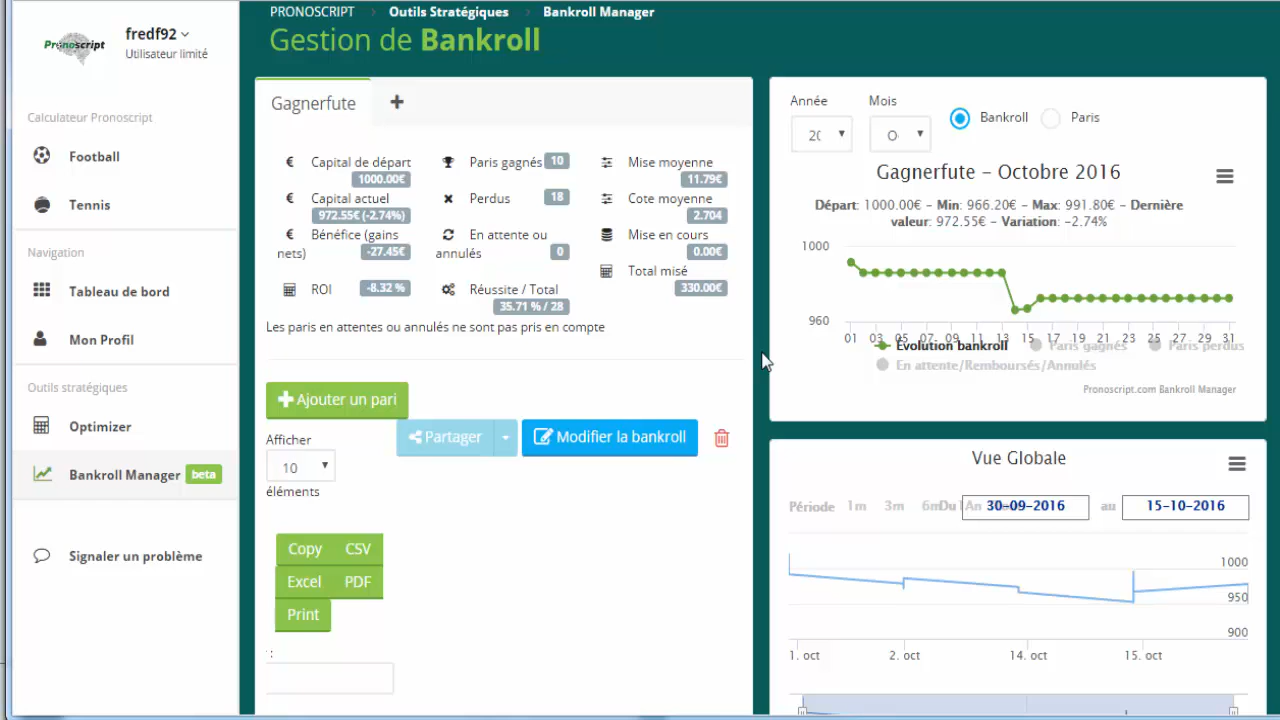 PRONOSCRIPT > Outils Stratégiques > Bankroll Manager
Gestion de Bankroll
Pronoscript
fredf92
Utilisateur limité
Calculateur Pronoscript
Football
Tennis
Navigation
Tableau de bord
Mon Profil
Outils stratégiques
Optimizer
Bankroll Manager beta
Signaler un problème
Gagnerfute
€ Capital de départ
1000.00€
€ Capital actuel
972.55€ (-2.74%)
€ Bénéfice (gains
nets) -27.45€
ROI -8.32 %
Paris gagnés 10
Perdus 18
En attente ou
annulés 0
Réussite / Total
35.71 % / 28
Mise moyenne
11.79€
Cote moyenne
2.704
Mise en cours
0.00€
Total misé
330.00€
Les paris en attentes ou annulés ne sont pas pris en compte
Ajouter un pari
Partager
Modifier la bankroll
Afficher
10
éléments
Copy CSV
Excel PDF
Print
:
Année Mois
20 O
Bankroll Paris
Gagnerfute – Octobre 2016
Départ: 1000.00€ – Min: 966.20€ – Max: 991.80€ – Dernière
valeur: 972.55€ – Variation: -2.74%
1000
960
01 03 05 07 09 11 13 15 17 19 21 23 25 27 29 31
Evolution bankroll Paris gagnés Paris perdus
En attente/Remboursés/Annulés
Pronoscript.com Bankroll Manager
Vue Globale
Période 1m 3m 6m Du 1An 30-09-2016 au 15-10-2016
1000
950
900
1. oct 2. oct 14. oct 15. oct